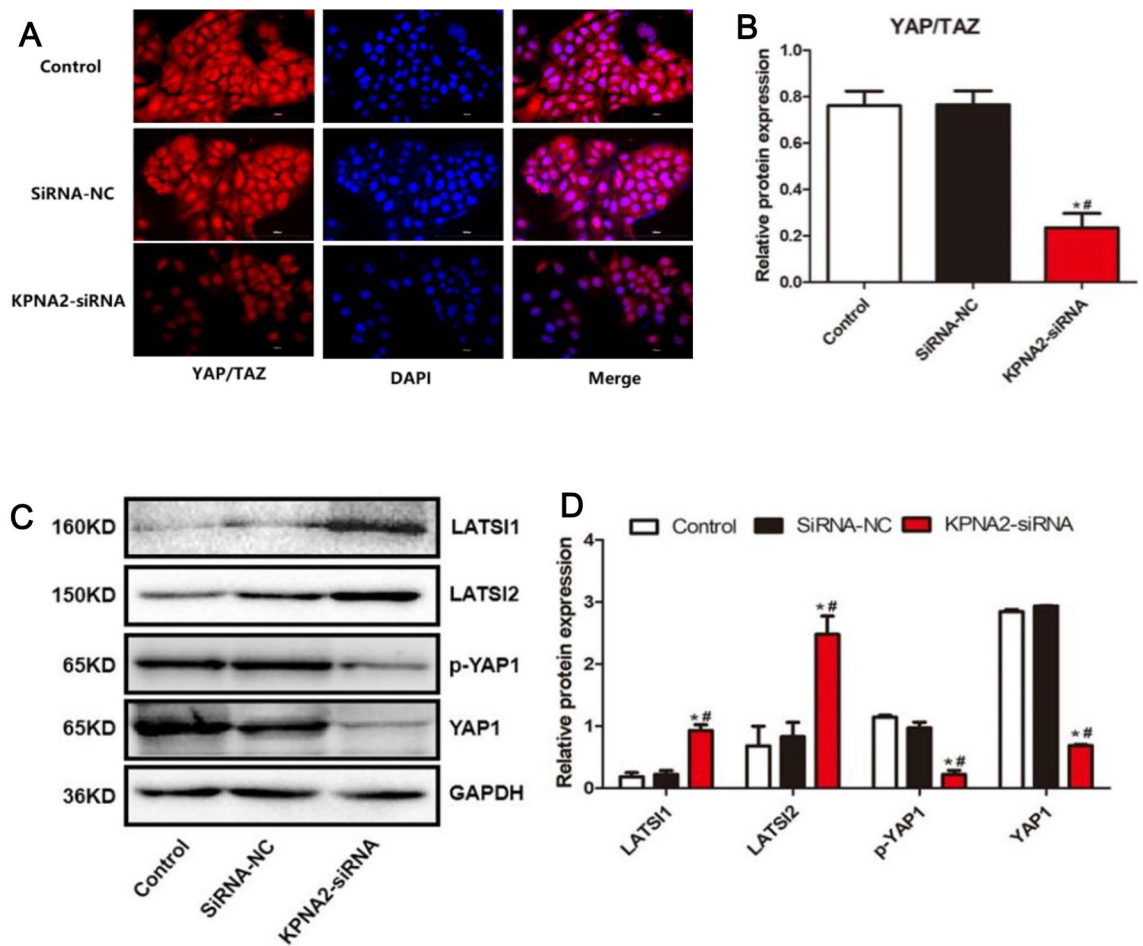 A
Control
SiRNA-NC
KPNA2-siRNA
YAP/TAZ
DAPI
Merge
B
YAP/TAZ
Relative protein expression
1.0
0.8
0.6
0.4
0.2
0.0
*#
Control
SiRNA-NC
KPNA2-siRNA
C
160KD
LATSI1
150KD
LATSI2
65KD
p-YAP1
65KD
YAP1
36KD
GAPDH
Control
SiRNA-NC
KPNA2-siRNA
D
Control
SiRNA-NC
KPNA2-siRNA
Relative protein expression
4
3
2
1
0
*#
*#
*#
*#
LATSI1
LATSI2
p-YAP1
YAP1